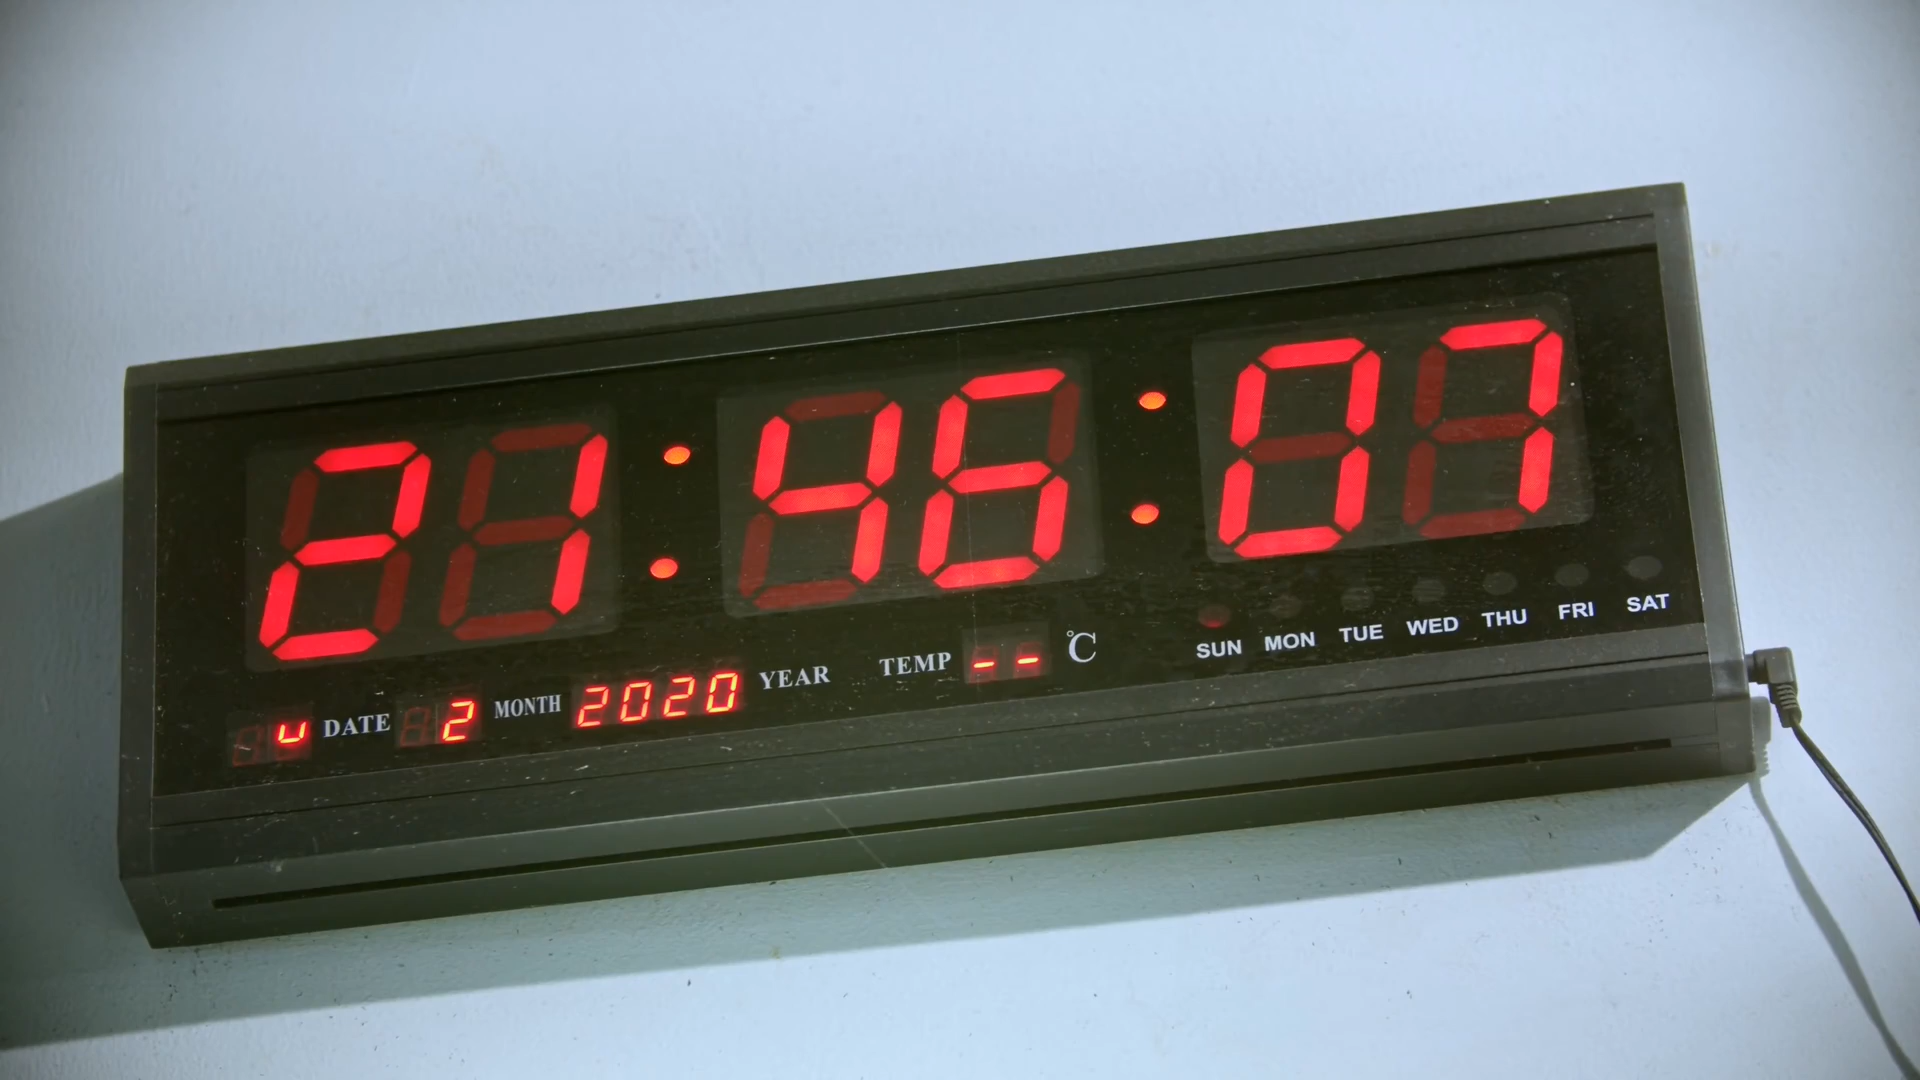 21:46:07
SUN MON TUE WED THU FRI SAT
DATE 2 MONTH 2020 YEAR TEMP -- °C